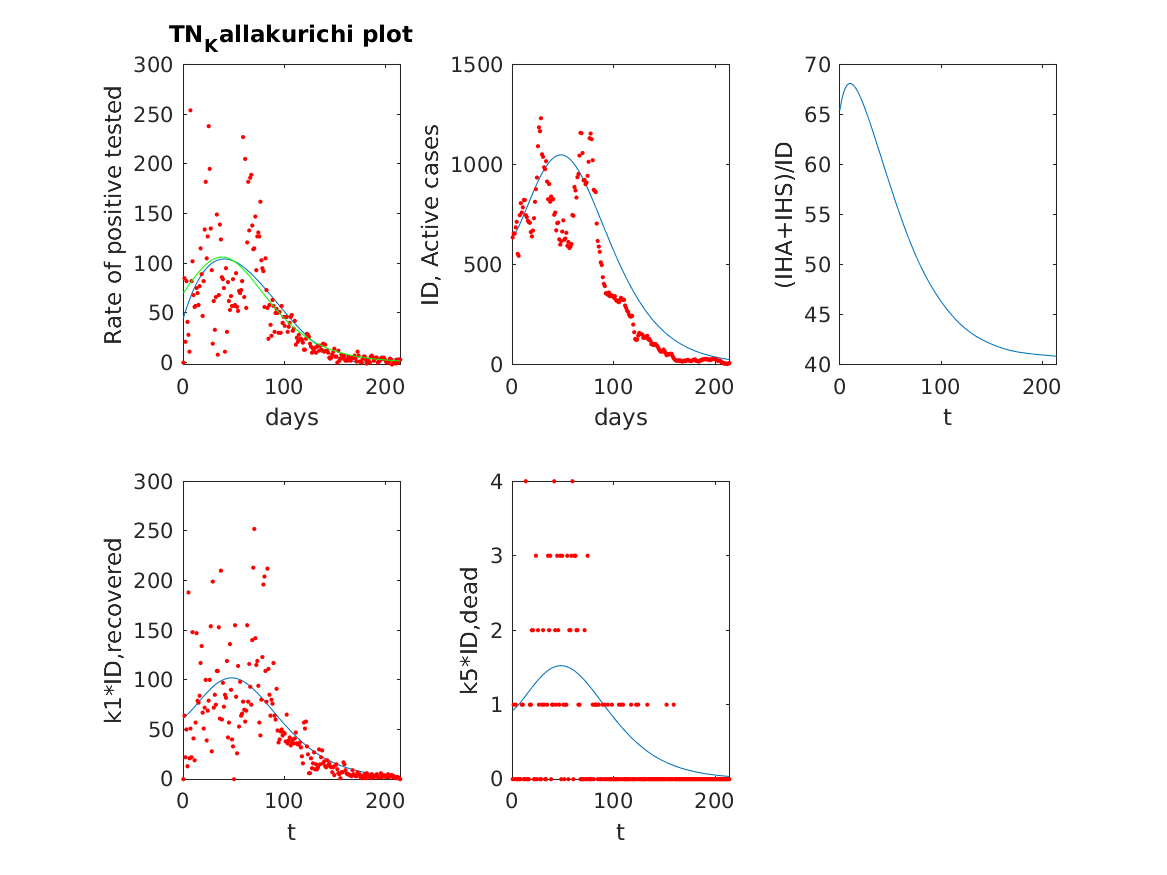 TNKallakurichi plot
300
250
200
150
100
50
0
Rate of positive tested
0 100 200
days
1500
1000
500
0
ID, Active cases
0 100 200
days
70
65
60
55
50
45
40
(IHA+IHS)/ID
0 100 200
t
300
250
200
150
100
50
0
k1*ID,recovered
0 100 200
t
4
3
2
1
0
k5*ID,dead
0 100 200
t